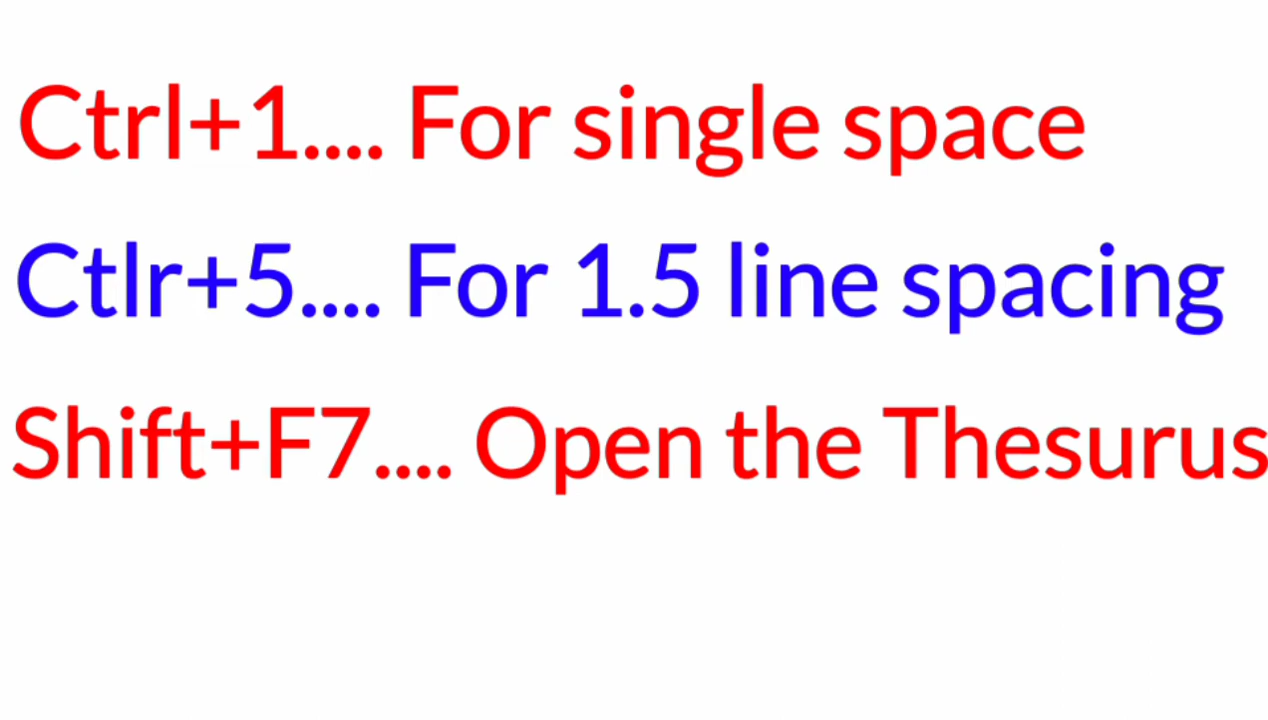 Ctrl+1.... For single space
Ctlr+5.... For 1.5 line spacing
Shift+F7.... Open the Thesurus